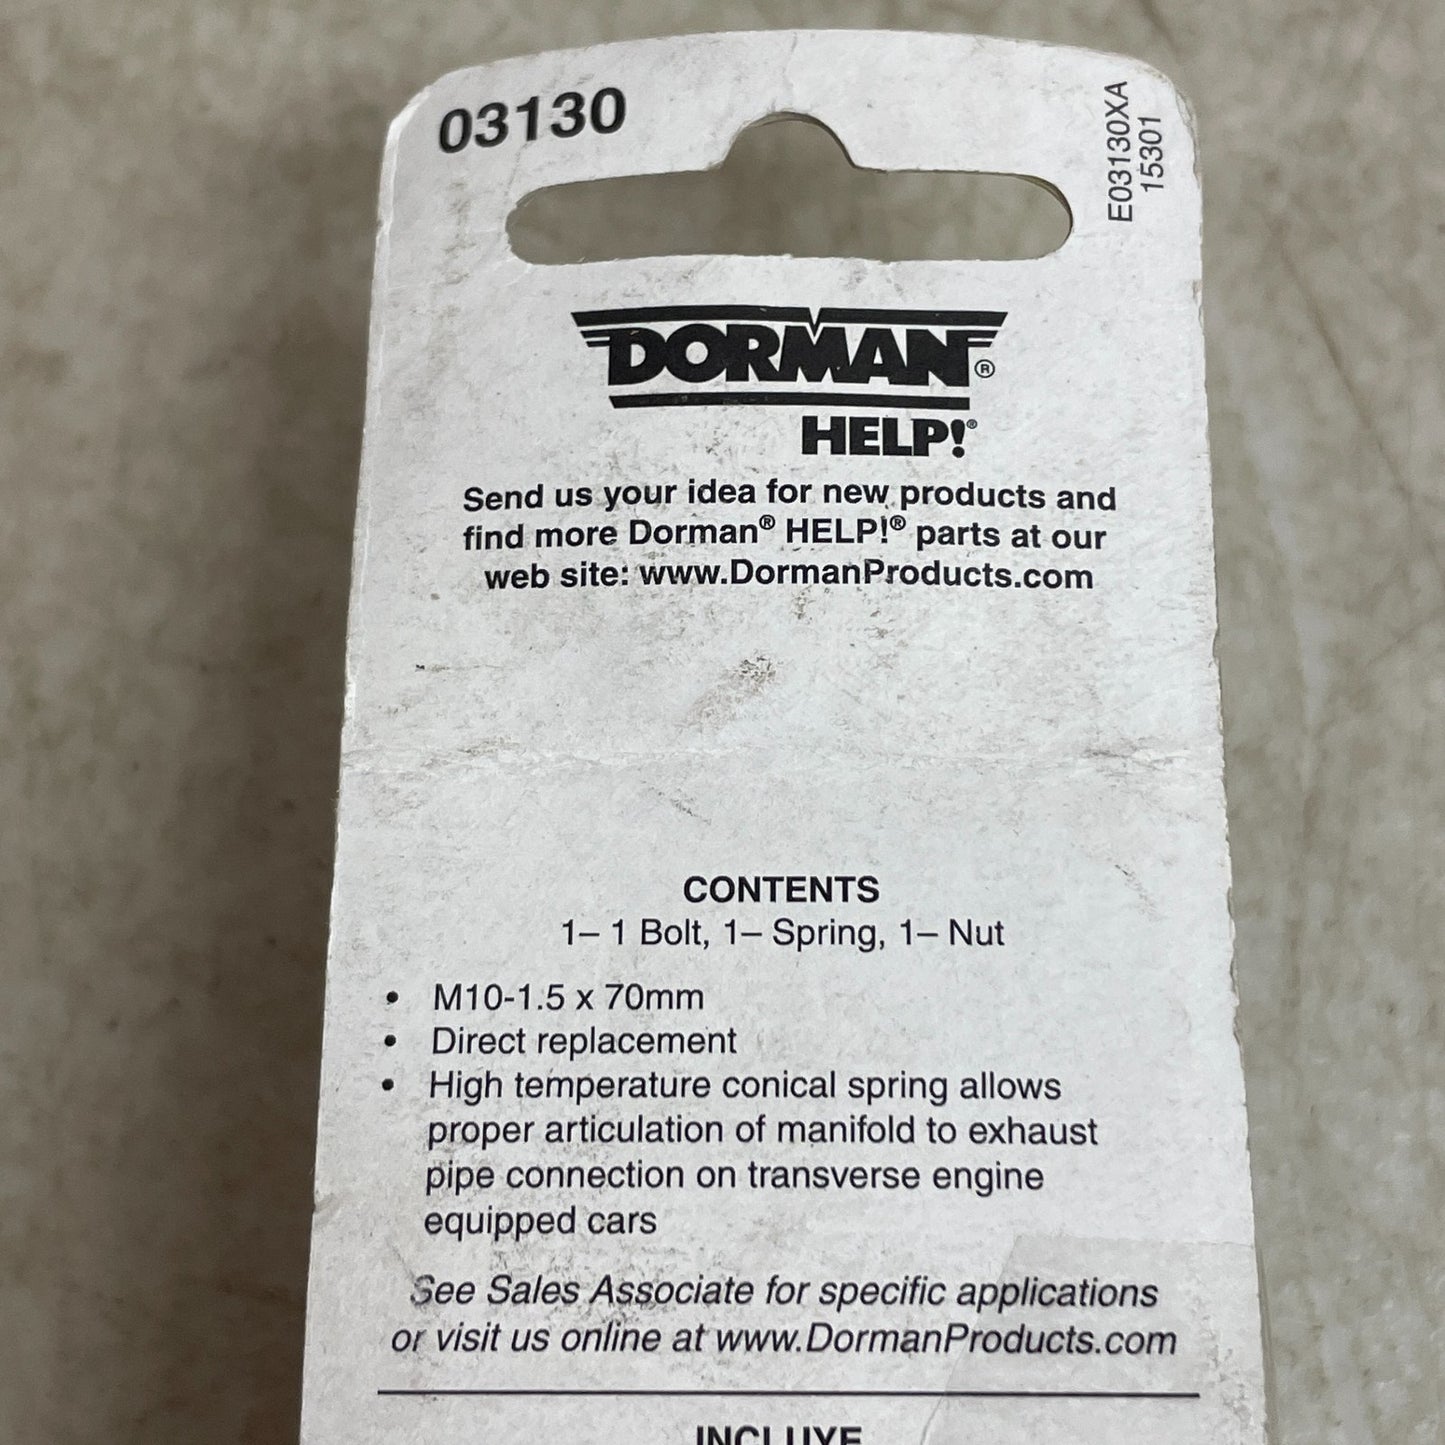 03130
E03130XA
15301
DORMAN®
HELP!®
Send us your idea for new products and
find more Dorman® HELP!® parts at our
web site: www.DormanProducts.com
CONTENTS
1– 1 Bolt, 1– Spring, 1– Nut
• M10-1.5 x 70mm
• Direct replacement
• High temperature conical spring allows
proper articulation of manifold to exhaust
pipe connection on transverse engine
equipped cars
See Sales Associate for specific applications
or visit us online at www.DormanProducts.com
INCLUYE